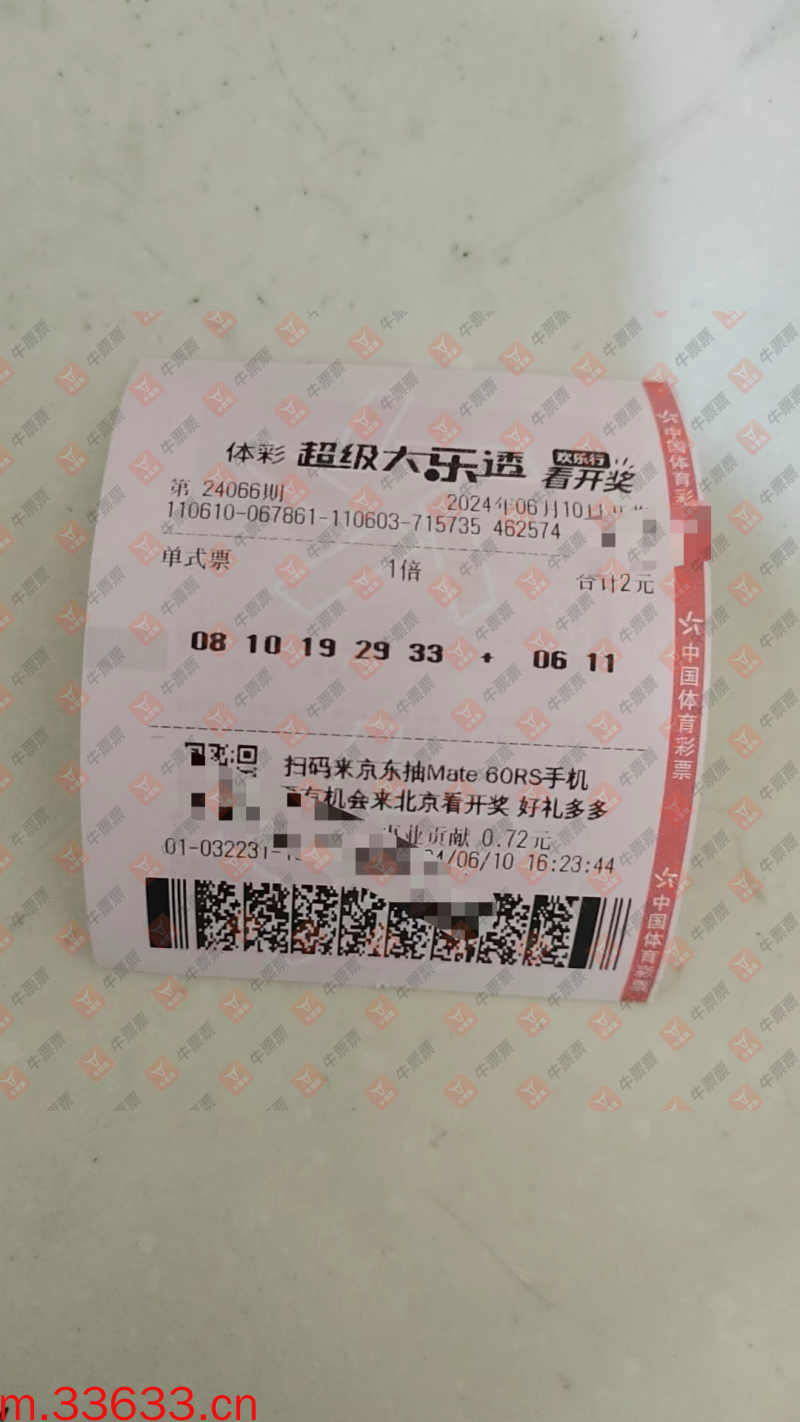 体彩 超级大乐透 欢乐行 看开奖
第 24066期 2024年06月10日
110610-067861-110603-715735 462574
单式票 1倍 合计2元
08 10 19 29 33 + 06 11
扫码来京东抽Mate 60RS手机
有机会来北京看开奖 好礼多多
业贡献 0.72元
01-032231- 4/06/10 16:23:44
中国体育彩
中国体育彩票
中国体育彩票
牛票票
m.33633.cn